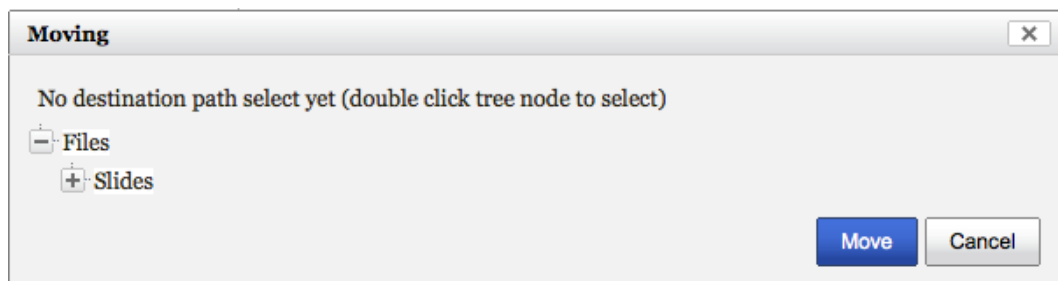 Moving
No destination path select yet (double click tree node to select)
Files
Slides
Move Cancel